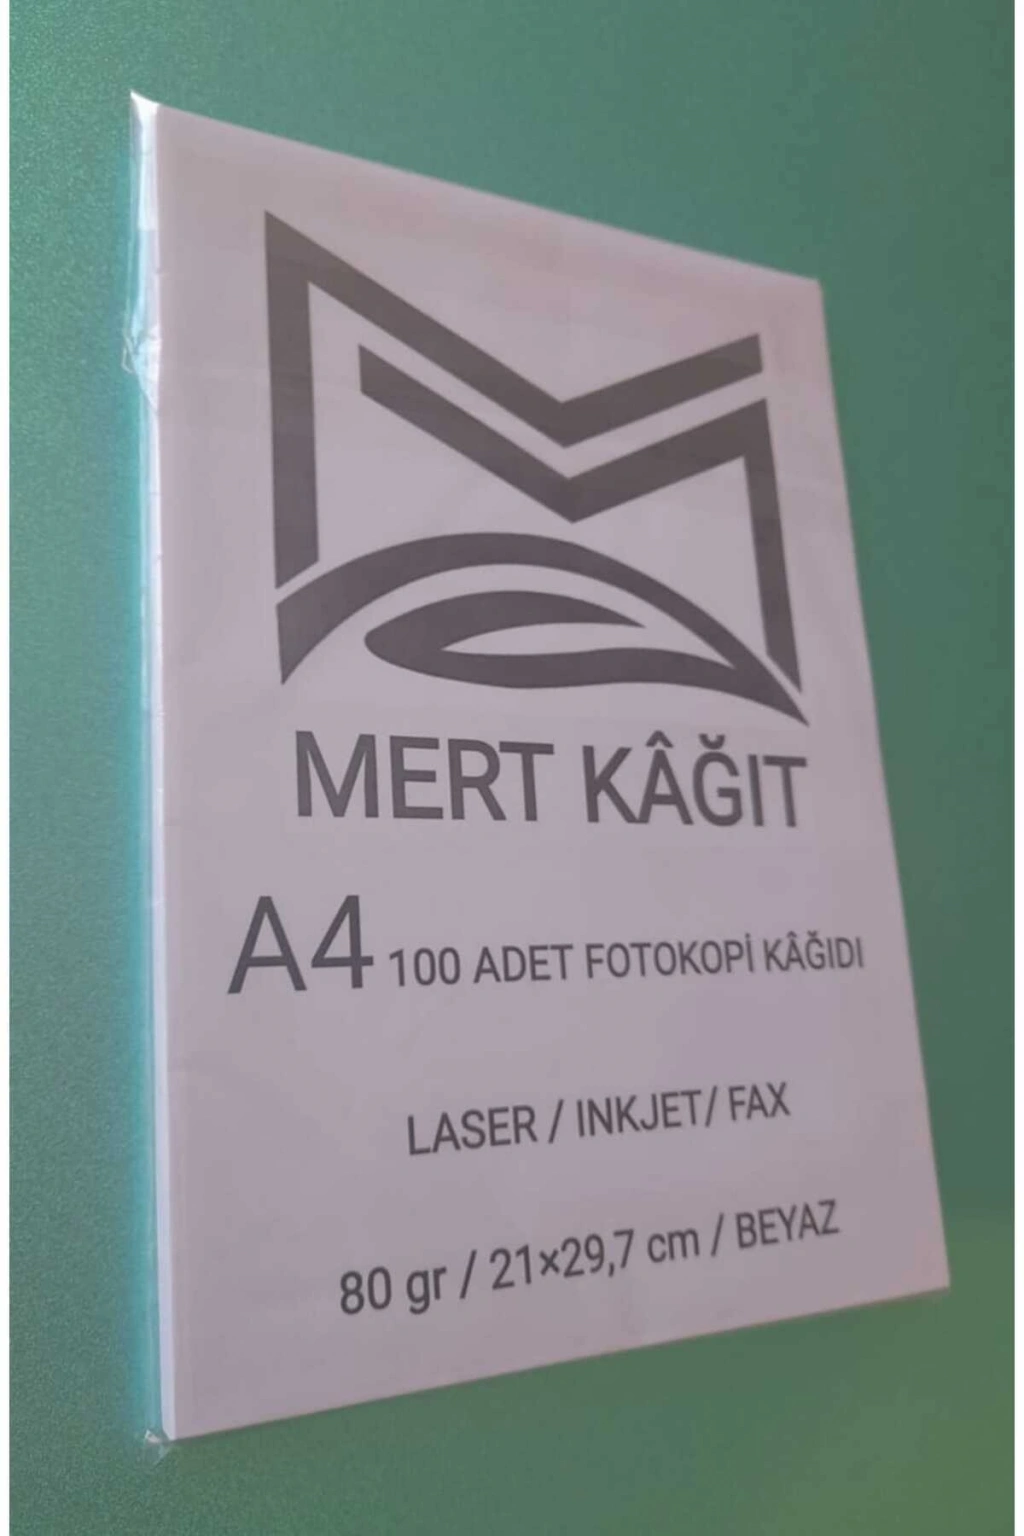 MERT KÂĞIT
A4 100 ADET FOTOKOPİ KÂĞIDI
LASER / INKJET/ FAX
80 gr / 21×29,7 cm / BEYAZ